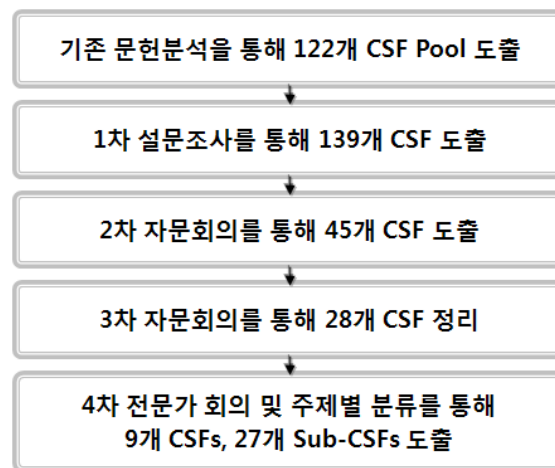 기존 문헌분석을 통해 122개 CSF Pool 도출
1차 설문조사를 통해 139개 CSF 도출
2차 자문회의를 통해 45개 CSF 도출
3차 자문회의를 통해 28개 CSF 정리
4차 전문가 회의 및 주제별 분류를 통해
9개 CSFs, 27개 Sub-CSFs 도출